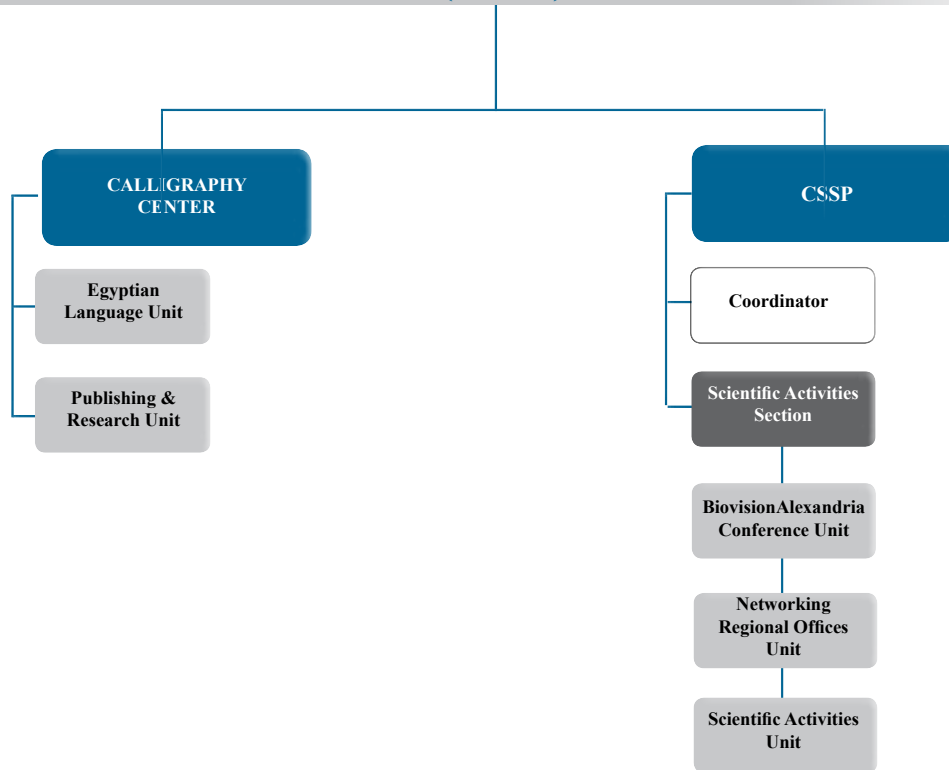 CALLIGRAPHY
CENTER
Egyptian
Language Unit
Publishing &
Research Unit
CSSP
Coordinator
Scientific Activities
Section
BiovisionAlexandria
Conference Unit
Networking
Regional Offices
Unit
Scientific Activities
Unit